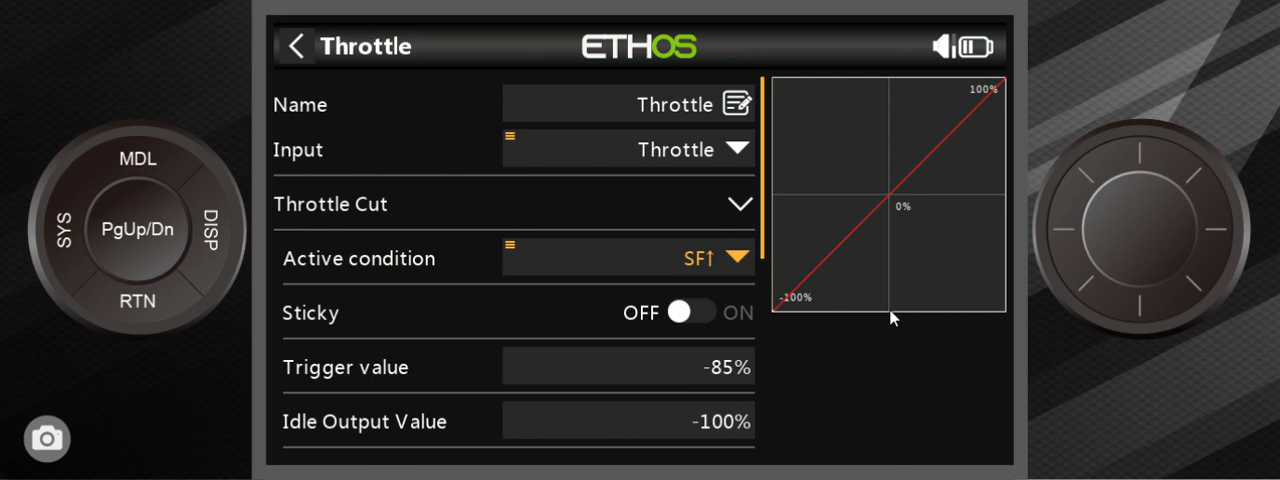 Throttle
ETHOS
Name Throttle
Input Throttle
Throttle Cut
Active condition SF↑
Sticky OFF ON
Trigger value -85%
Idle Output Value -100%
100%
0%
-100%
MDL
SYS
PgUp/Dn
DISP
RTN